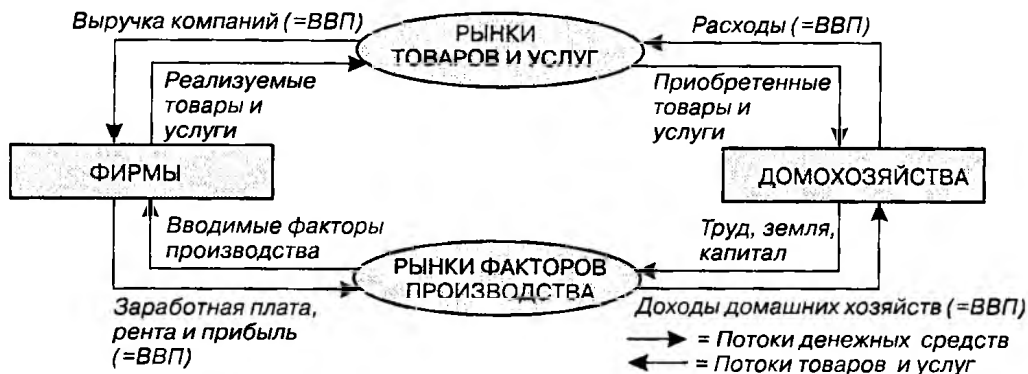 Выручка компаний (=ВВП)
РЫНКИ
ТОВАРОВ И УСЛУГ
Расходы (=ВВП)
Реализуемые
товары и
услуги
Приобретенные
товары и
услуги
ФИРМЫ
ДОМОХОЗЯЙСТВА
Вводимые факторы
производства
Труд, земля,
капитал
РЫНКИ ФАКТОРОВ
ПРОИЗВОДСТВА
Заработная плата,
рента и прибыль
(=ВВП)
Доходы домашних хозяйств (=ВВП)
= Потоки денежных средств
= Потоки товаров и услуг